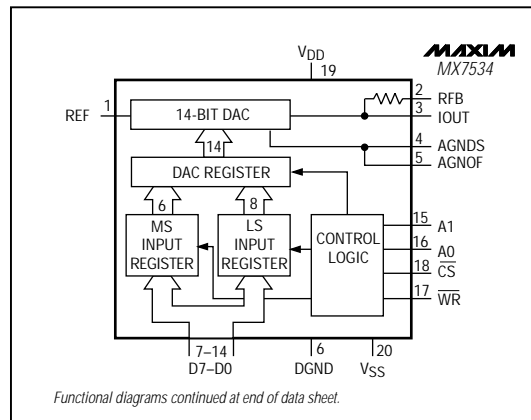 VDD
19
MAXIM
MX7534
1
REF
14-BIT DAC
2
RFB
3
IOUT
4
AGNDS
5
AGNOF
14
DAC REGISTER
6
8
MS
INPUT
REGISTER
LS
INPUT
REGISTER
CONTROL
LOGIC
15
A1
16
A0
18
CS
17
WR
7–14
D7–D0
6
DGND
20
VSS
Functional diagrams continued at end of data sheet.